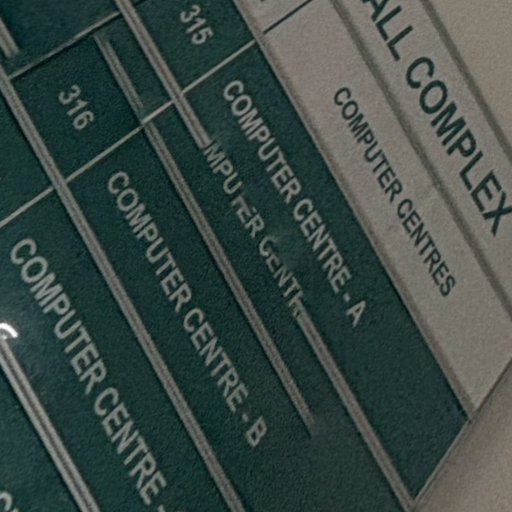 ALL COMPLEX
COMPUTER CENTRES
315 COMPUTER CENTRE - A
316 COMPUTER CENTRE - B
COMPUTER CENTRE -